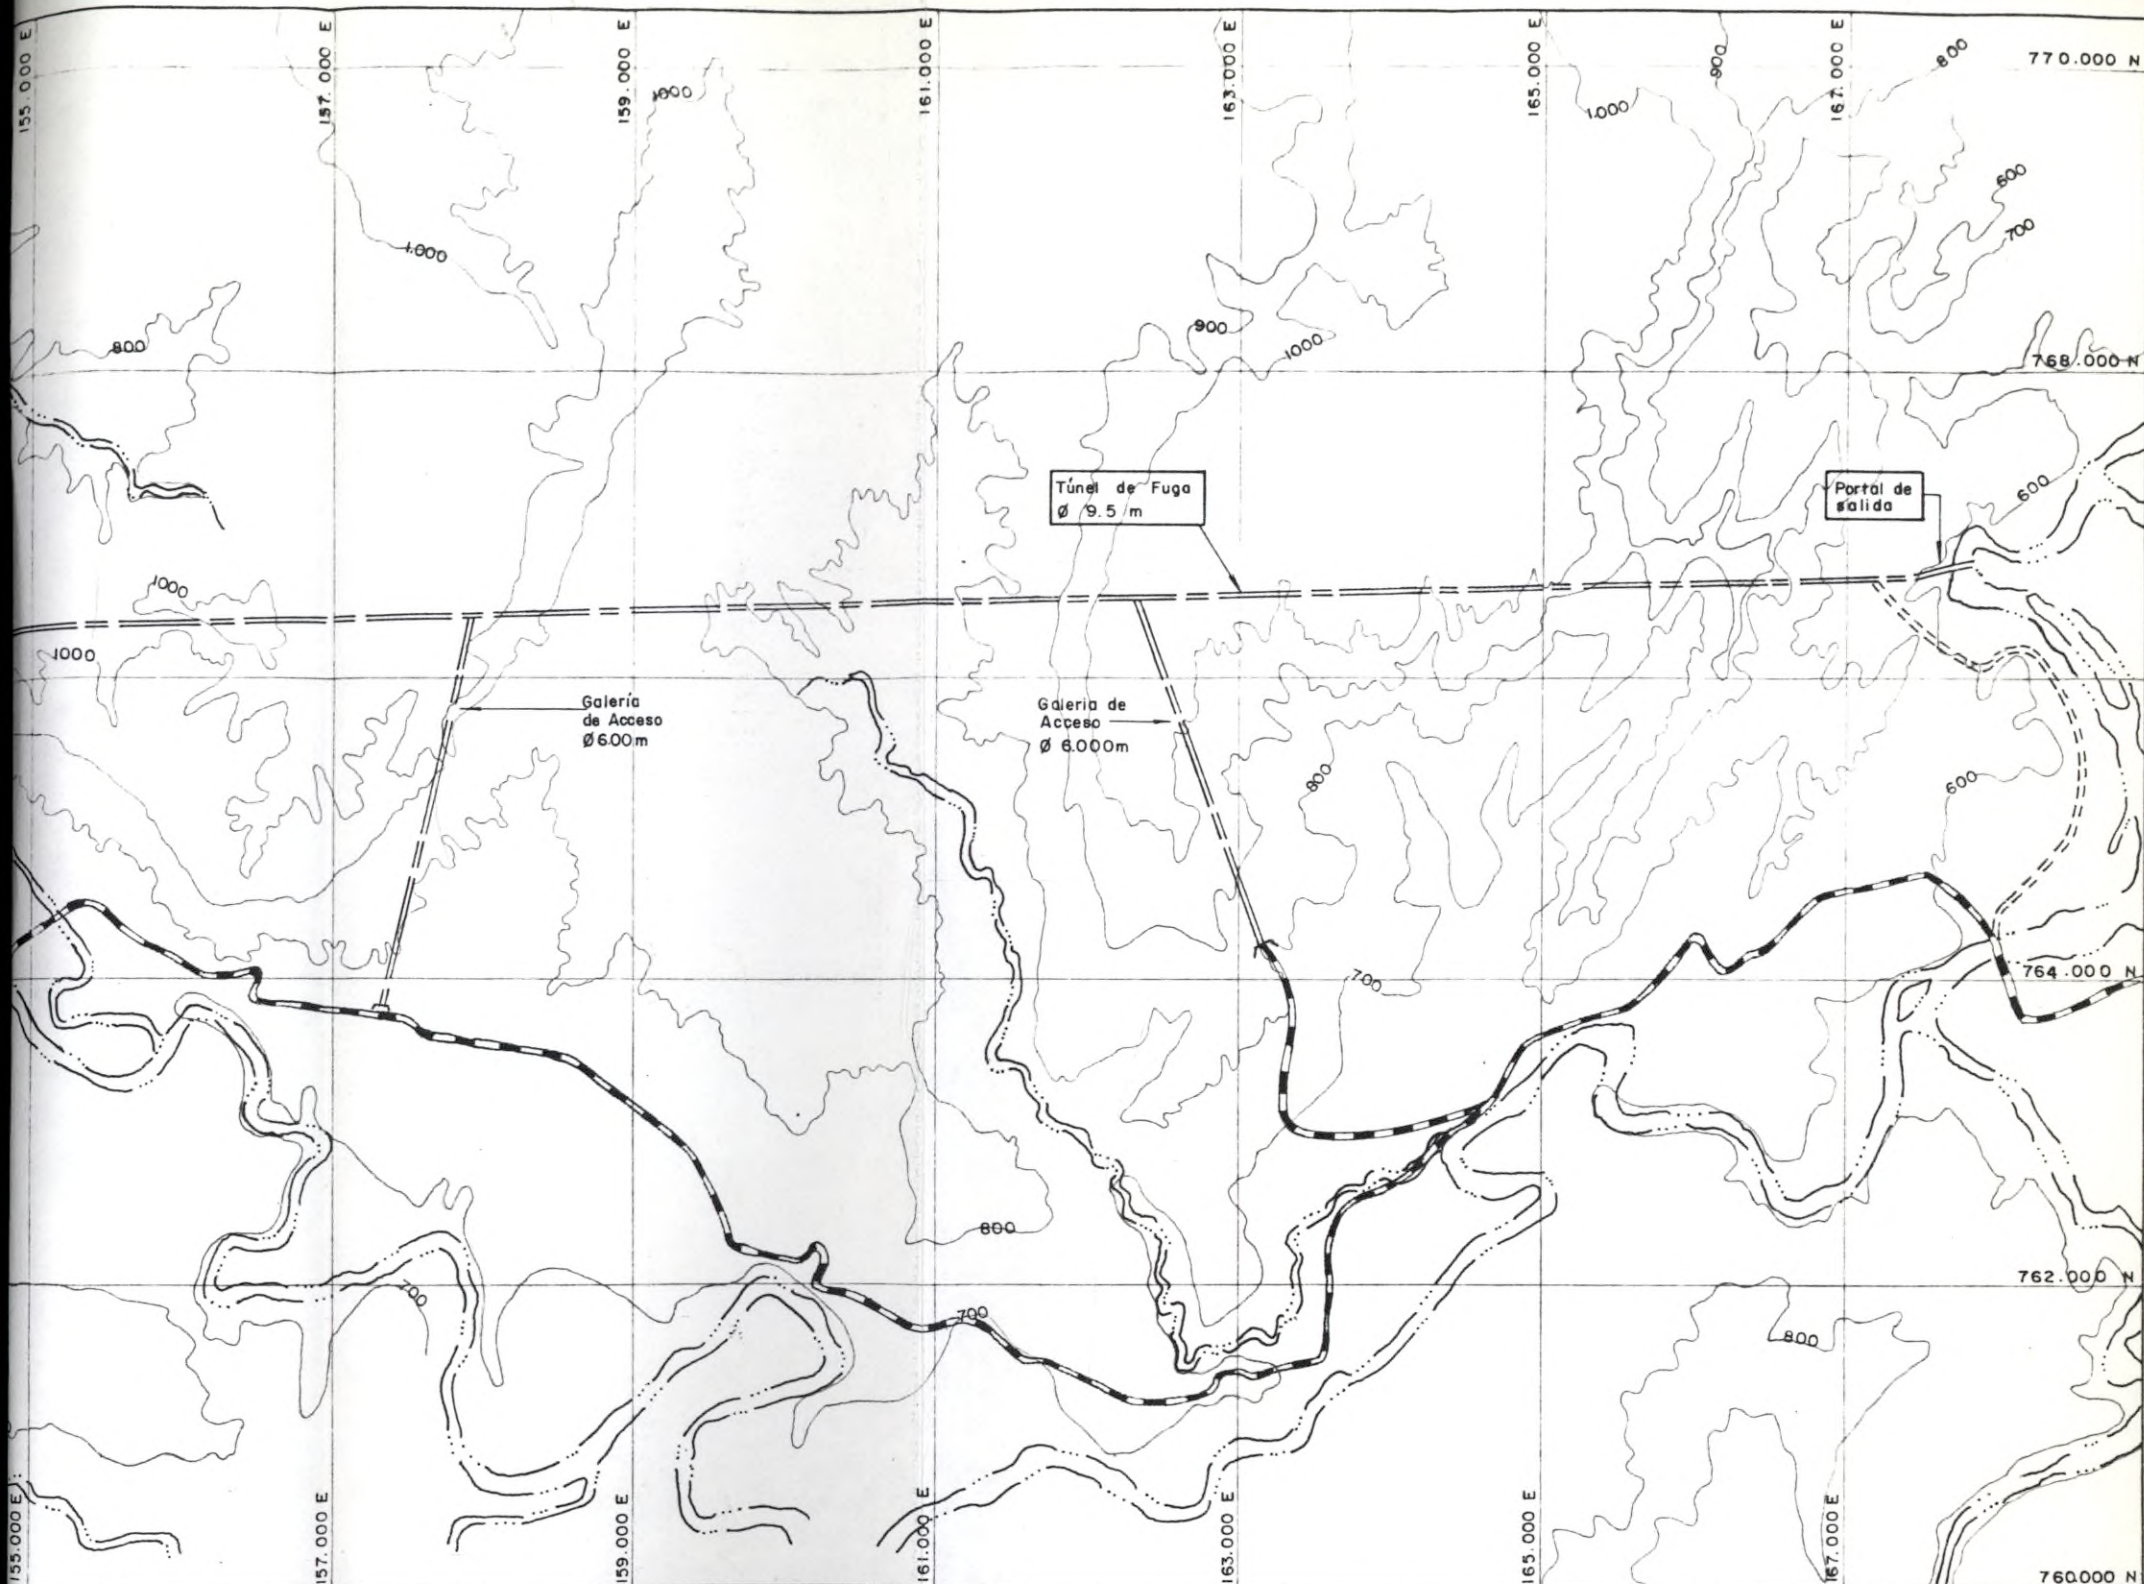 155.000 E
157.000 E
159.000 E
161.000 E
163.000 E
165.000 E
167.000 E
770.000 N
1000
1.000
900
800
600
700
1.000
900
1000
800
768.000 N
Túnel de Fuga
Ø 9.5 m
Portal de
salida
600
1000
1000
Galería
de Acceso
Ø 6.00 m
Galeria de
Acceso
Ø 6.000m
800
600
700
764.000 N
800
700
700
762.000 N
800
155.000 E
157.000 E
159.000 E
161.000 E
163.000 E
165.000 E
167.000 E
760.000 N